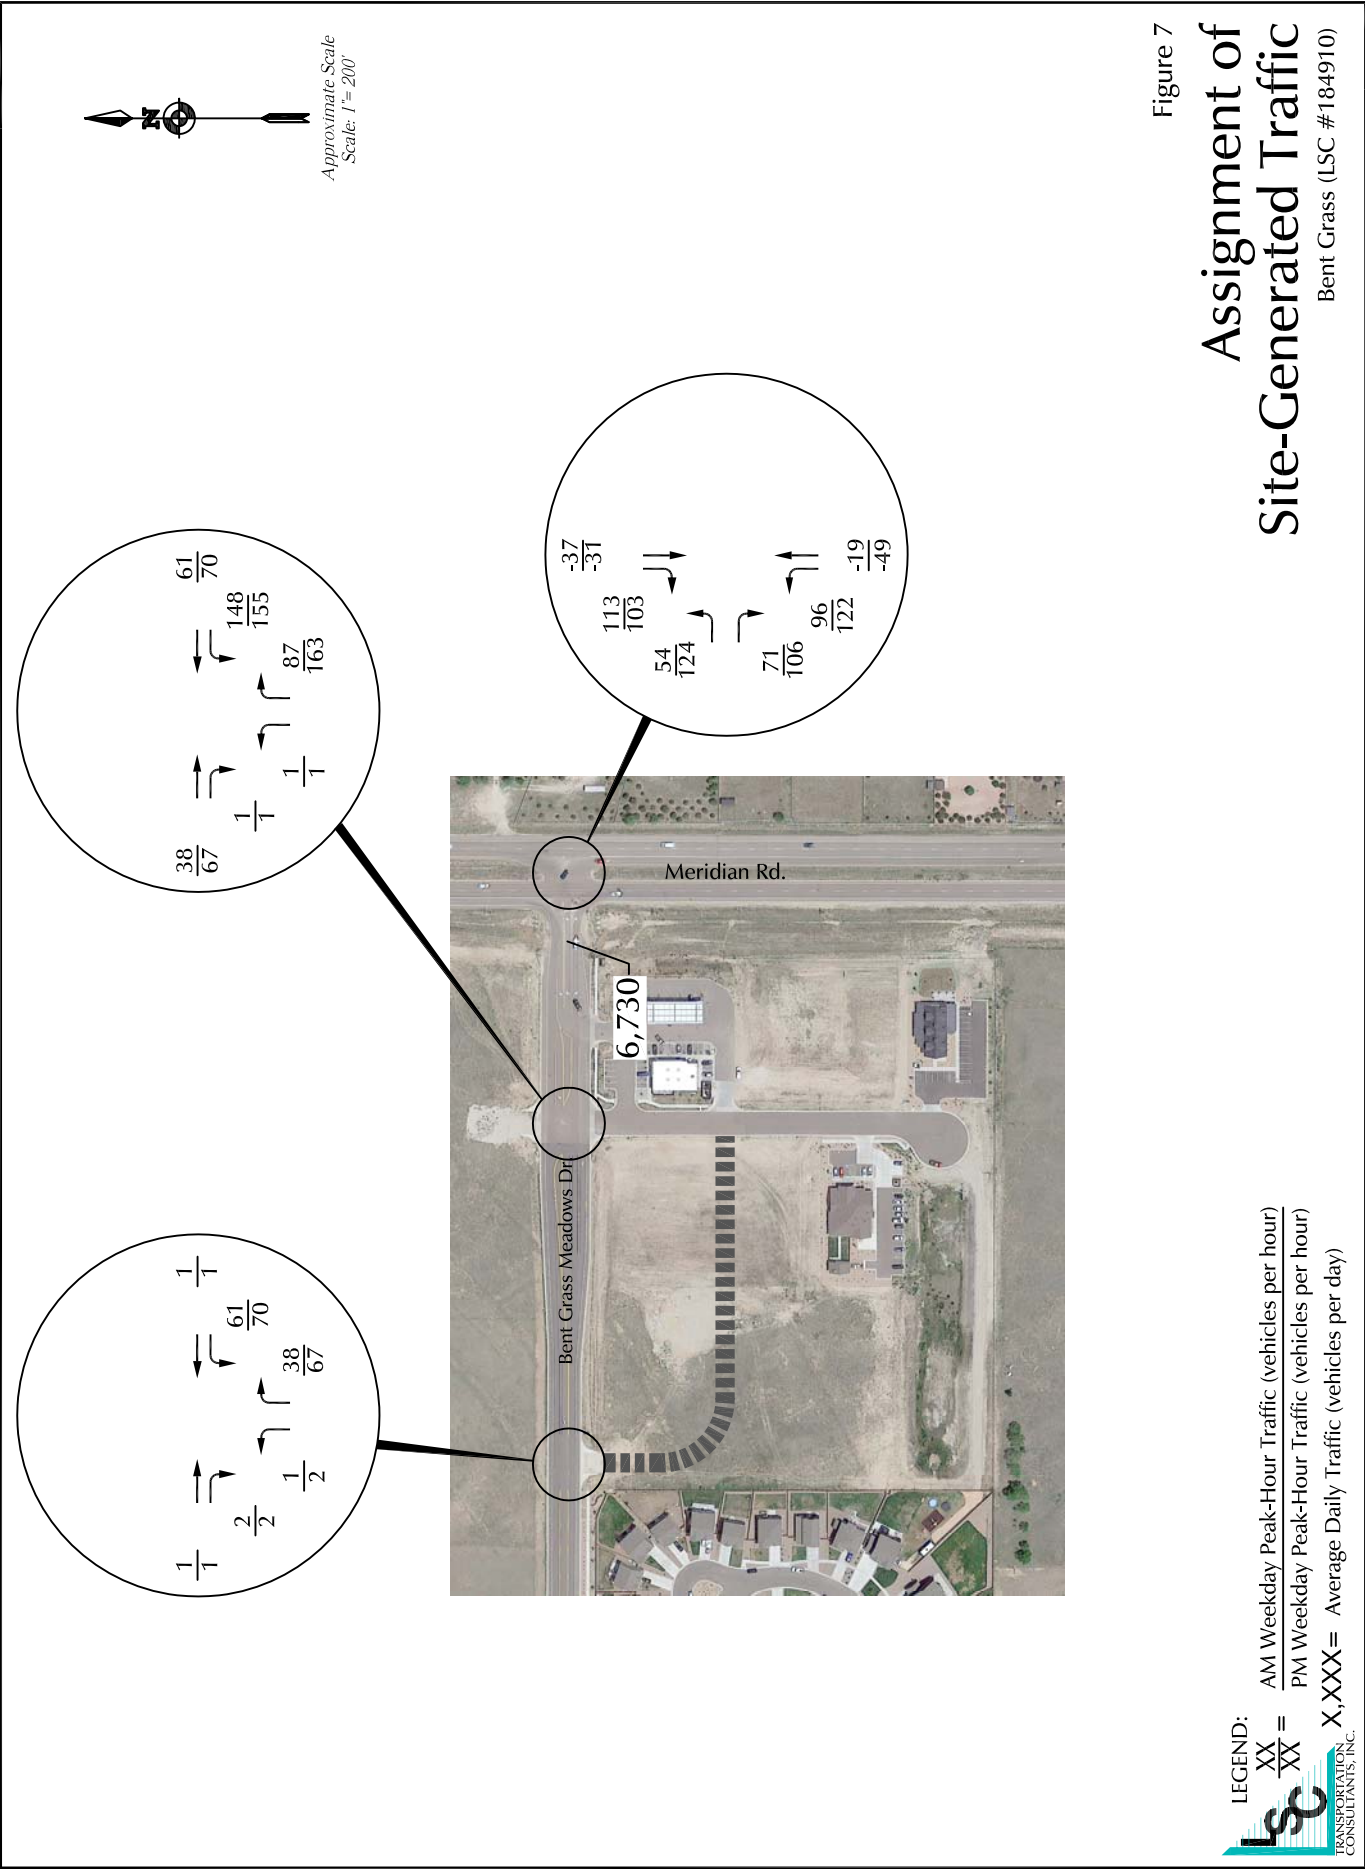 N
Approximate Scale
Scale: 1"= 200'
1
1
2
2
1
2
38
67
61
70
1
1
38
67
1
1
1
1
87
163
148
155
61
70
54
124
113
103
-37
-31
71
106
96
122
-19
-49
Bent Grass Meadows Dr.
6,730
Meridian Rd.
LSC
TRANSPORTATION
CONSULTANTS, INC.
LEGEND:
XX
XX =
AM Weekday Peak-Hour Traffic (vehicles per hour)
PM Weekday Peak-Hour Traffic (vehicles per hour)
X,XXX= Average Daily Traffic (vehicles per day)
Figure 7
Assignment of
Site-Generated Traffic
Bent Grass (LSC #184910)